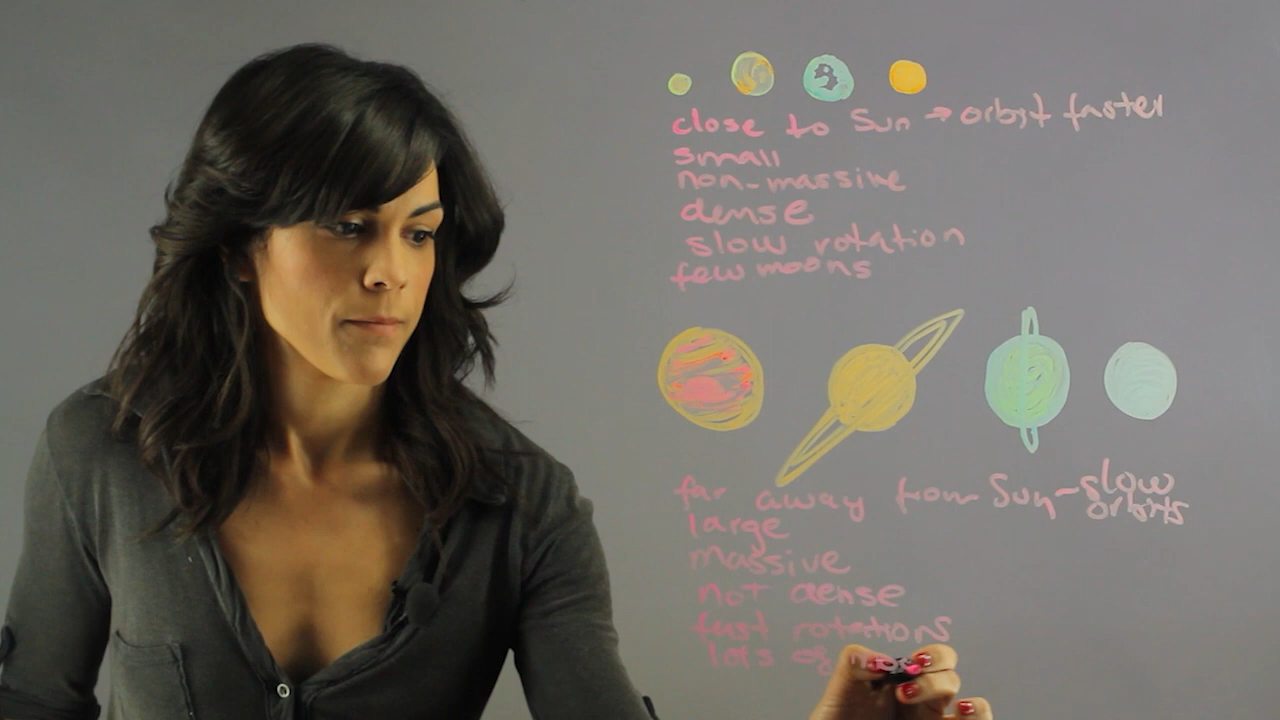 close to Sun → orbit faster
small
non-massive
dense
slow rotation
few moons
far away from Sun - slow orbits
large
massive
not dense
fast rotations
lots of